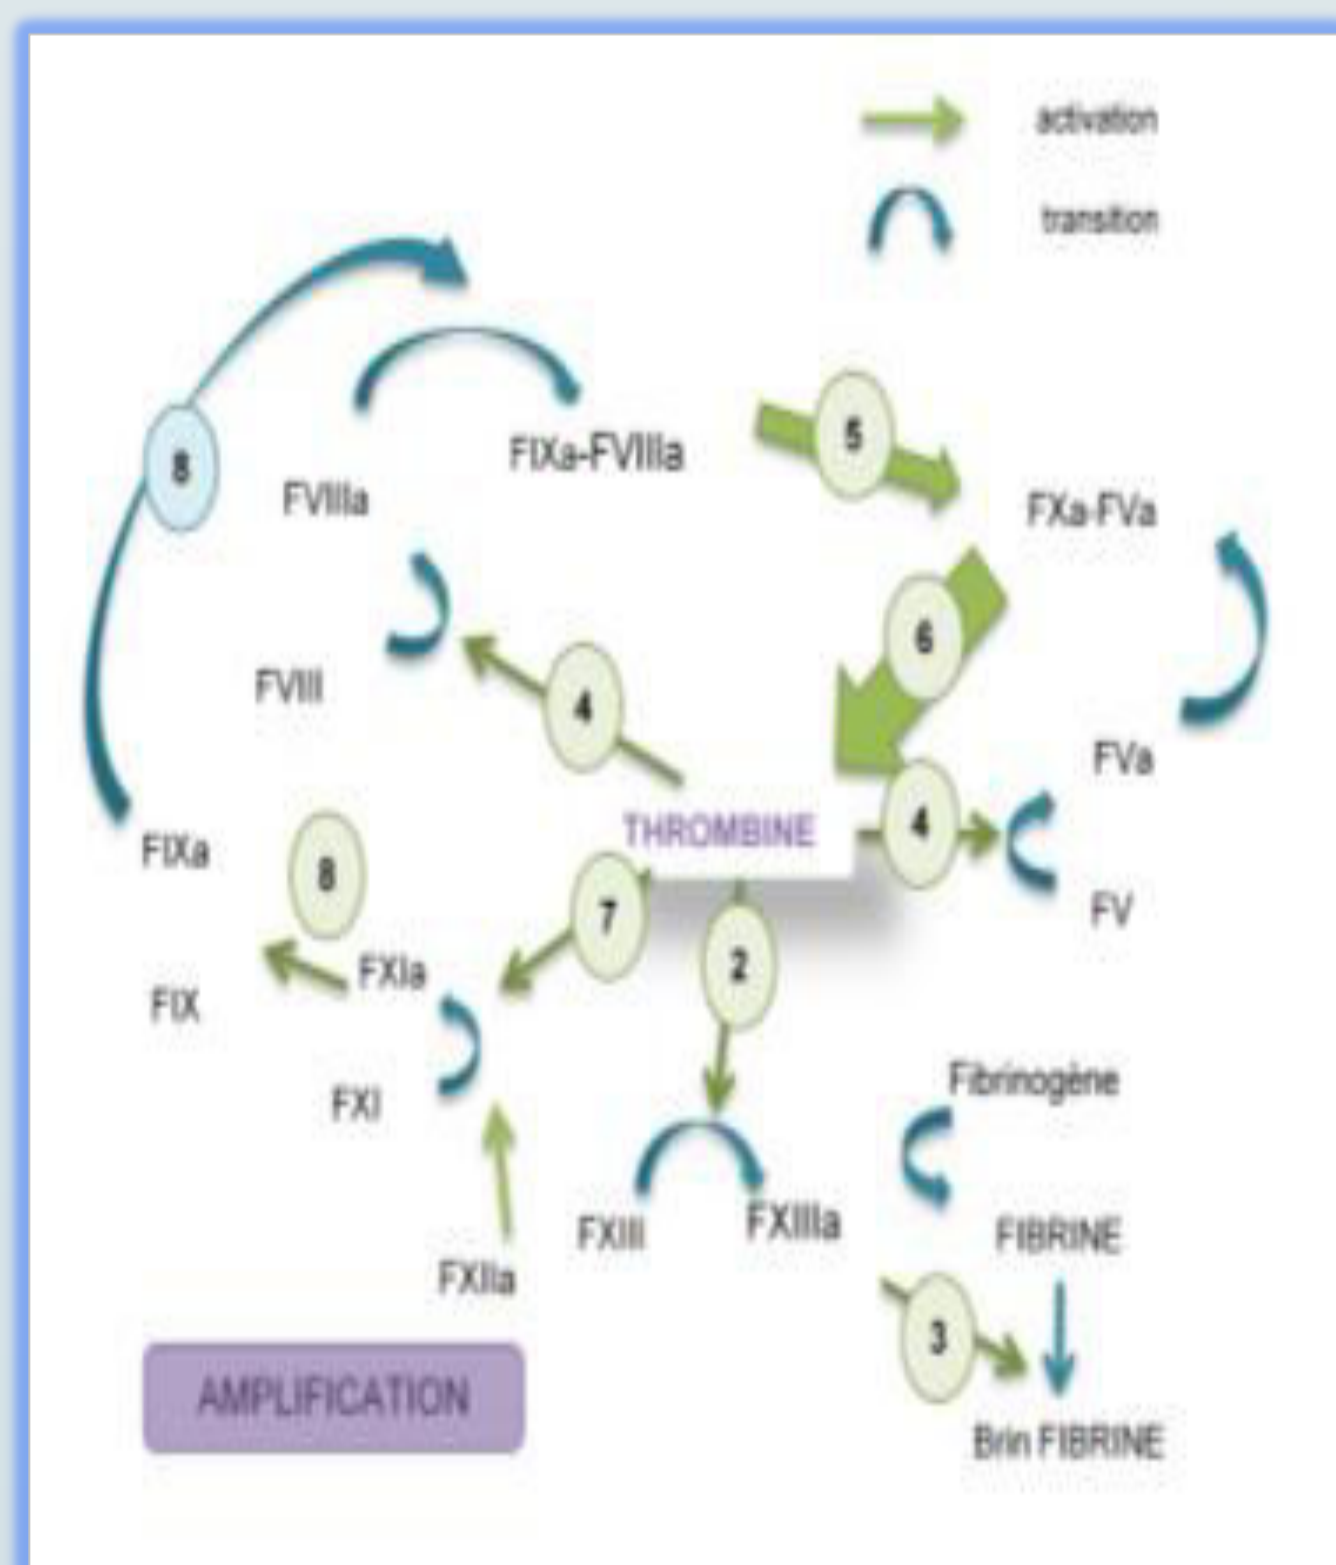 activation
transition
8
5
FIXa-FVIIIa
FVIIIa
FXa-FVa
6
FVIII
4
FVa
THROMBINE
4
FIXa
8
7
FV
2
FXIa
FIX
Fibrinogène
FXI
FXIII
FXIIIa
FIBRINE
FXIIa
3
AMPLIFICATION
Brin FIBRINE